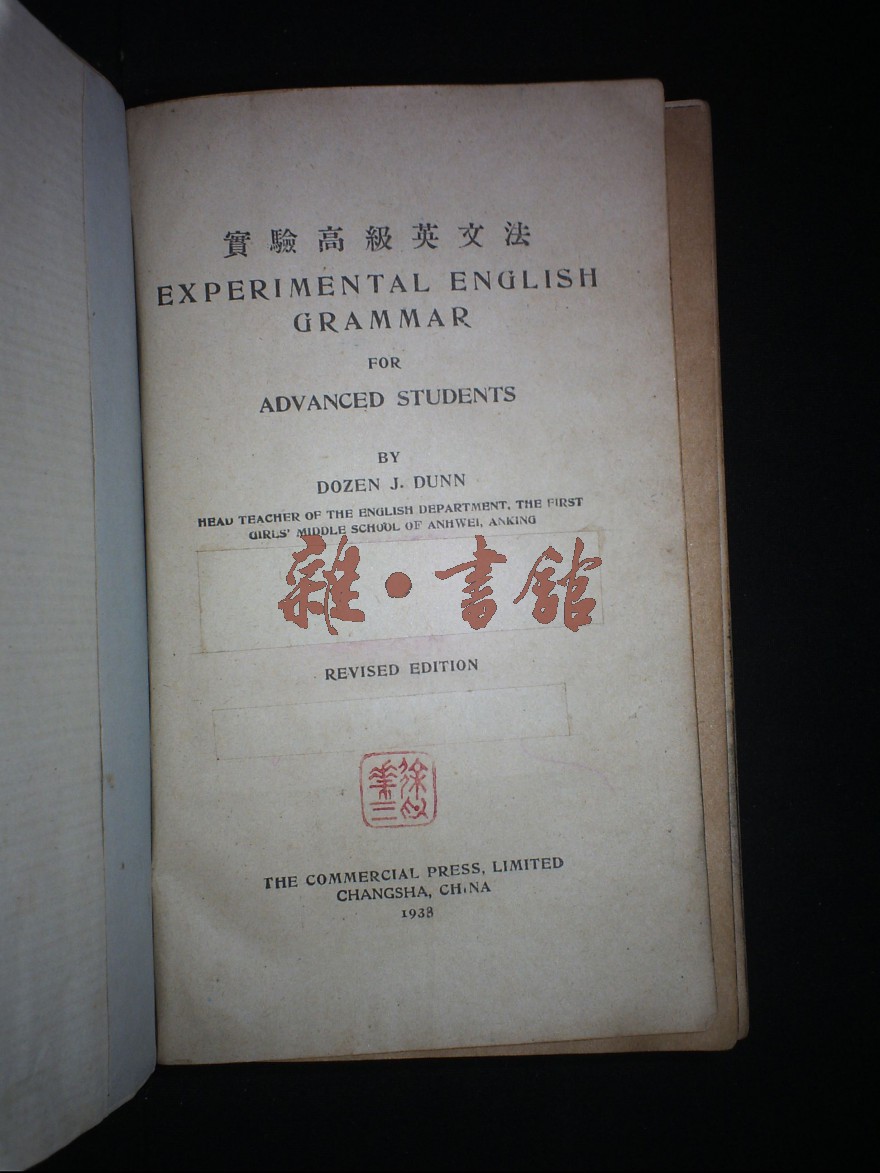 實驗高級英文法
EXPERIMENTAL ENGLISH
GRAMMAR
FOR
ADVANCED STUDENTS
BY
DOZEN J. DUNN
HEAD TEACHER OF THE ENGLISH DEPARTMENT, THE FIRST
GIRLS' MIDDLE SCHOOL OF ANHWEI, ANKING
雜·書館
REVISED EDITION
THE COMMERCIAL PRESS, LIMITED
CHANGSHA, CHINA
1938